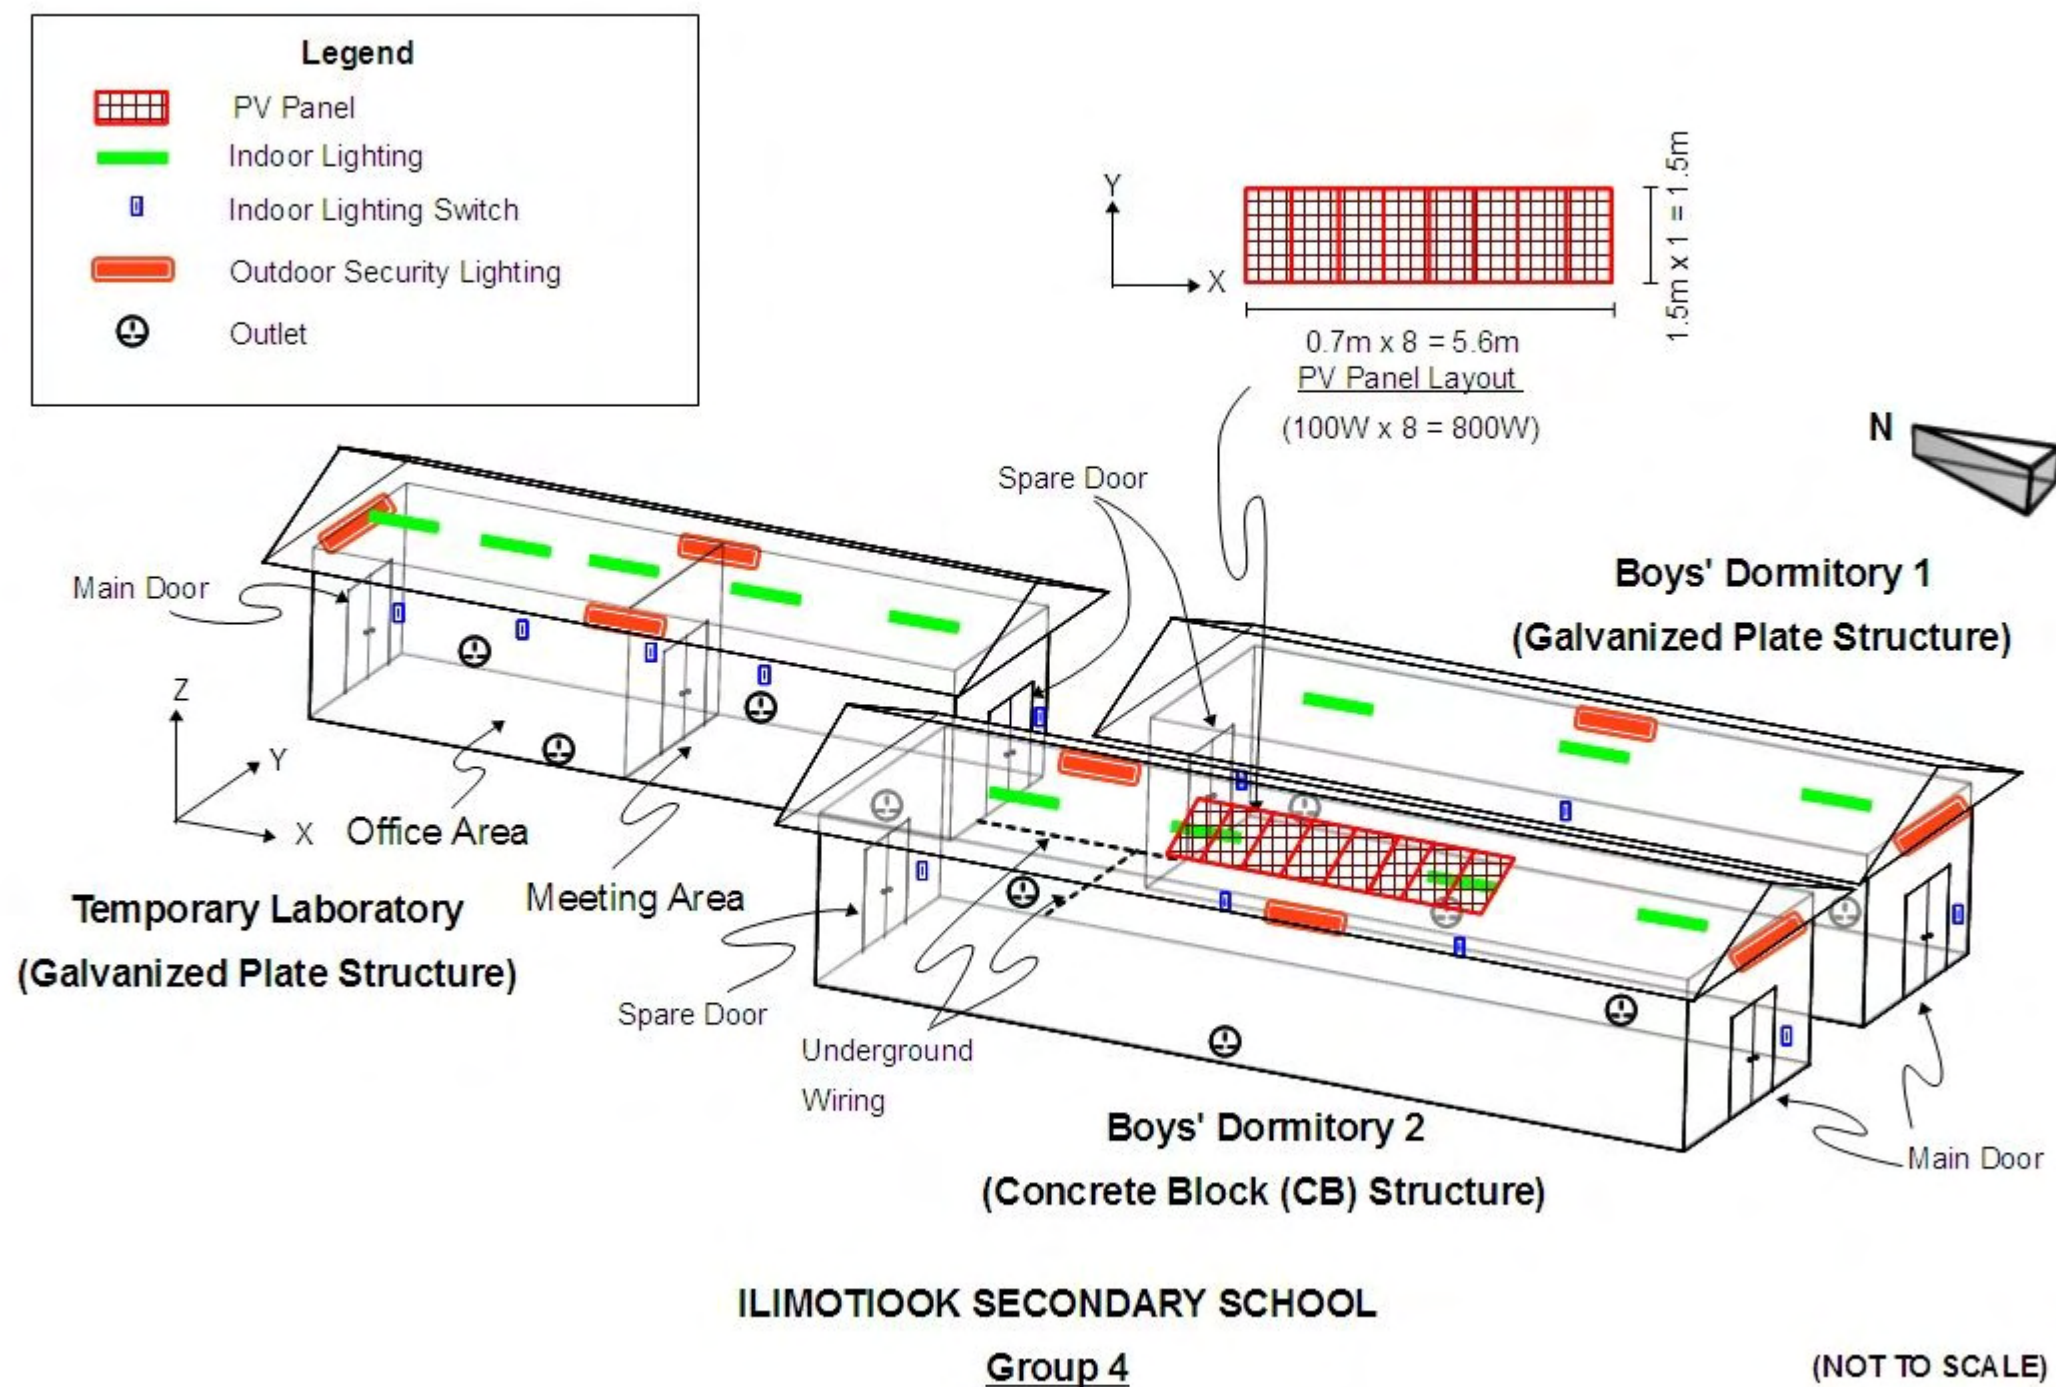 Legend
PV Panel
Indoor Lighting
Indoor Lighting Switch
Outdoor Security Lighting
Outlet
Y
X
1.5m x 1 = 1.5m
0.7m x 8 = 5.6m
PV Panel Layout
(100W x 8 = 800W)
N
Spare Door
Boys' Dormitory 1
(Galvanized Plate Structure)
Main Door
Z
Y
X
Office Area
Meeting Area
Temporary Laboratory
(Galvanized Plate Structure)
Spare Door
Underground
Wiring
Boys' Dormitory 2
(Concrete Block (CB) Structure)
Main Door
ILIMOTIOOK SECONDARY SCHOOL
Group 4
(NOT TO SCALE)